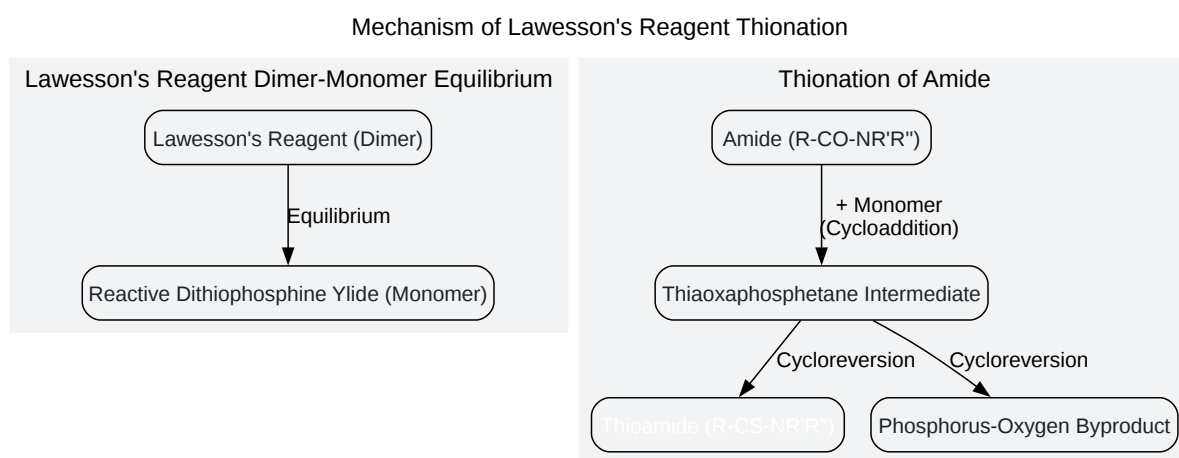 Mechanism of Lawesson's Reagent Thionation
Lawesson's Reagent Dimer-Monomer Equilibrium
Lawesson's Reagent (Dimer)
Equilibrium
Reactive Dithiophosphine Ylide (Monomer)
Thionation of Amide
Amide (R-CO-NR'R")
+ Monomer
(Cycloaddition)
Thiaoxaphosphetane Intermediate
Cycloreversion
Cycloreversion
Thioamide (R-CS-NR'R")
Phosphorus-Oxygen Byproduct